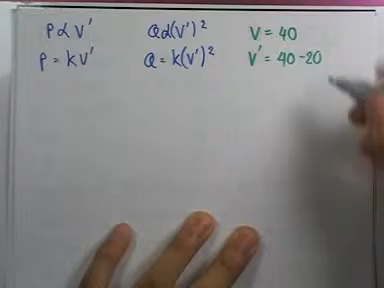 P α V' Q α (V')² V = 40
P = kV' Q = k(V')² V' = 40-20